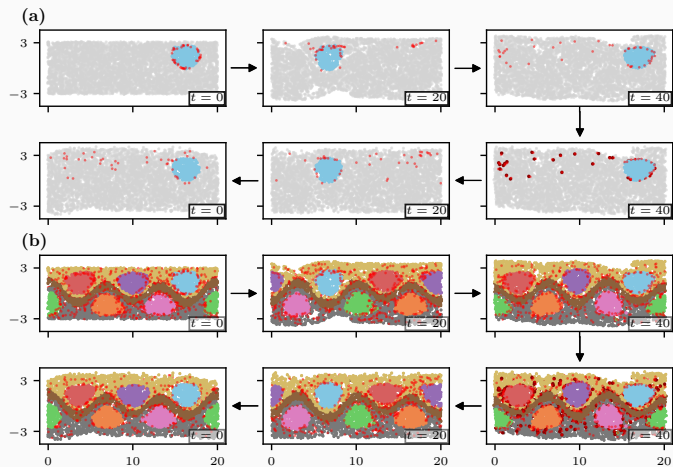 (a)
3
−3
t = 0
t = 20
t = 40
3
−3
t = 0
t = 20
t = 40
(b)
3
−3
t = 0
t = 20
t = 40
3
−3
t = 0
t = 20
t = 40
0 10 20 0 10 20 0 10 20